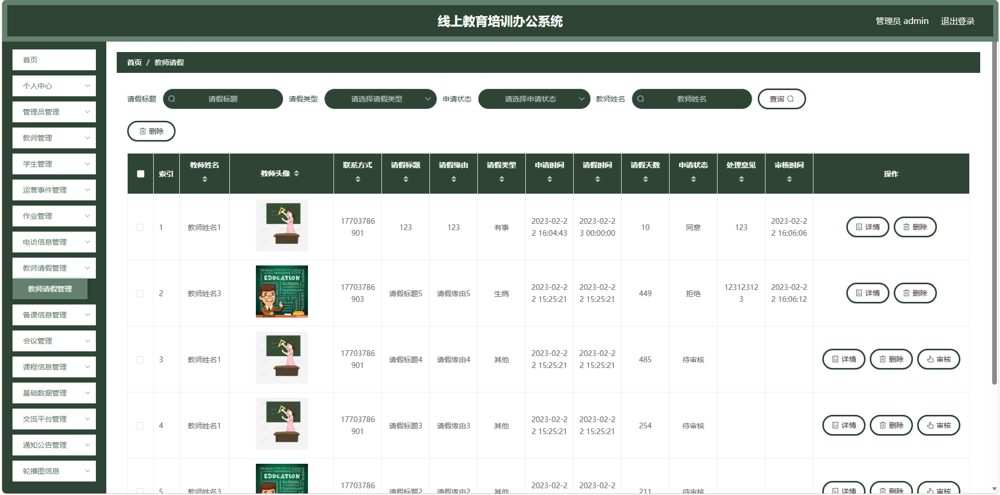 线上教育培训办公系统
管理员 admin
退出登录
首页
个人中心
管理员管理
教师管理
学生管理
运营事件管理
作业管理
电访信息管理
教师请假管理
教师请假管理
备课信息管理
会议管理
课程信息管理
基础数据管理
交流平台管理
通知公告管理
轮播图信息
首页 / 教师请假
请假标题 请假标题 请假类型 请选择请假类型 申请状态 请选择申请状态 教师姓名 教师姓名 查询
删除
索引 教师姓名 教师头像 联系方式 请假标题 请假缘由 请假类型 申请时间 请假时间 请假天数 申请状态 处理意见 审核时间 操作
1 教师姓名1 17703786901 123 123 有事 2023-02-22 16:04:43 2023-02-23 00:00:00 10 同意 123 2023-02-22 16:06:06 详情 删除
EDUCATION
SCHOOL
PSYCHOLOGY
2 教师姓名3 17703786903 请假标题5 请假缘由5 生病 2023-02-22 15:25:21 2023-02-22 15:25:21 449 拒绝 123123123 2023-02-22 16:06:12 详情 删除
3 教师姓名1 17703786901 请假标题4 请假缘由4 其他 2023-02-22 15:25:21 2023-02-22 15:25:21 485 待审核 详情 删除 审核
4 教师姓名1 17703786901 请假标题3 请假缘由3 其他 2023-02-22 15:25:21 2023-02-22 15:25:21 254 待审核 详情 删除 审核
EDUCATION
SCHOOL
5 教师姓名3 17703786 请假标题2 请假缘由2 其他 2023-02-2 2023-02-2 211 待审核 详情 删除 审核